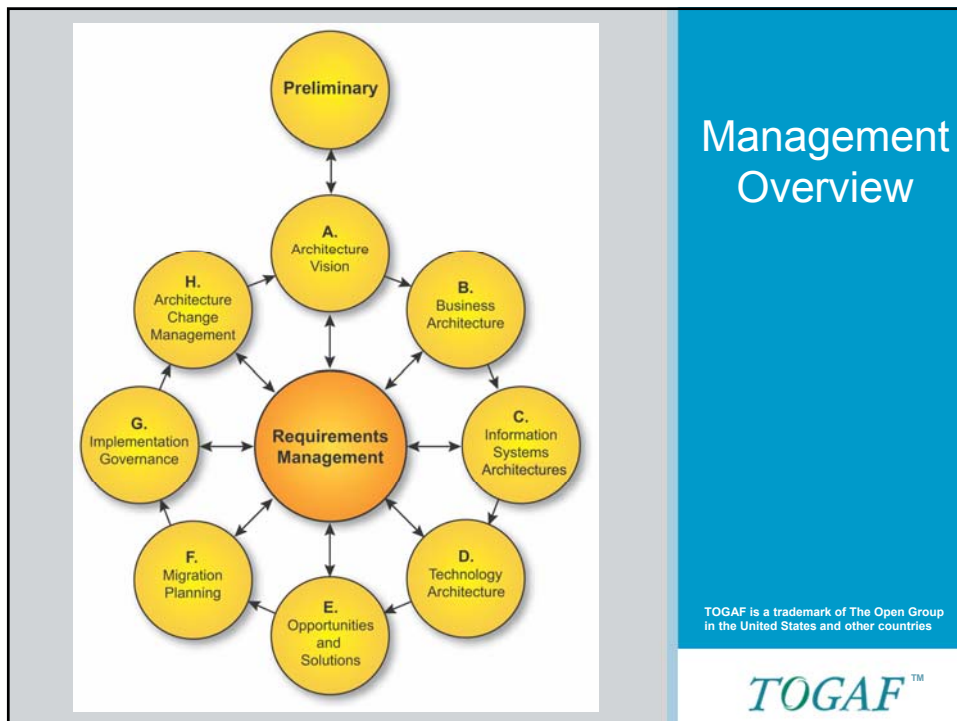 Preliminary
A.
Architecture
Vision
B.
Business
Architecture
C.
Information
Systems
Architectures
D.
Technology
Architecture
E.
Opportunities
and
Solutions
F.
Migration
Planning
G.
Implementation
Governance
H.
Architecture
Change
Management
Requirements
Management
Management
Overview
TOGAF is a trademark of The Open Group
in the United States and other countries
TOGAF ™